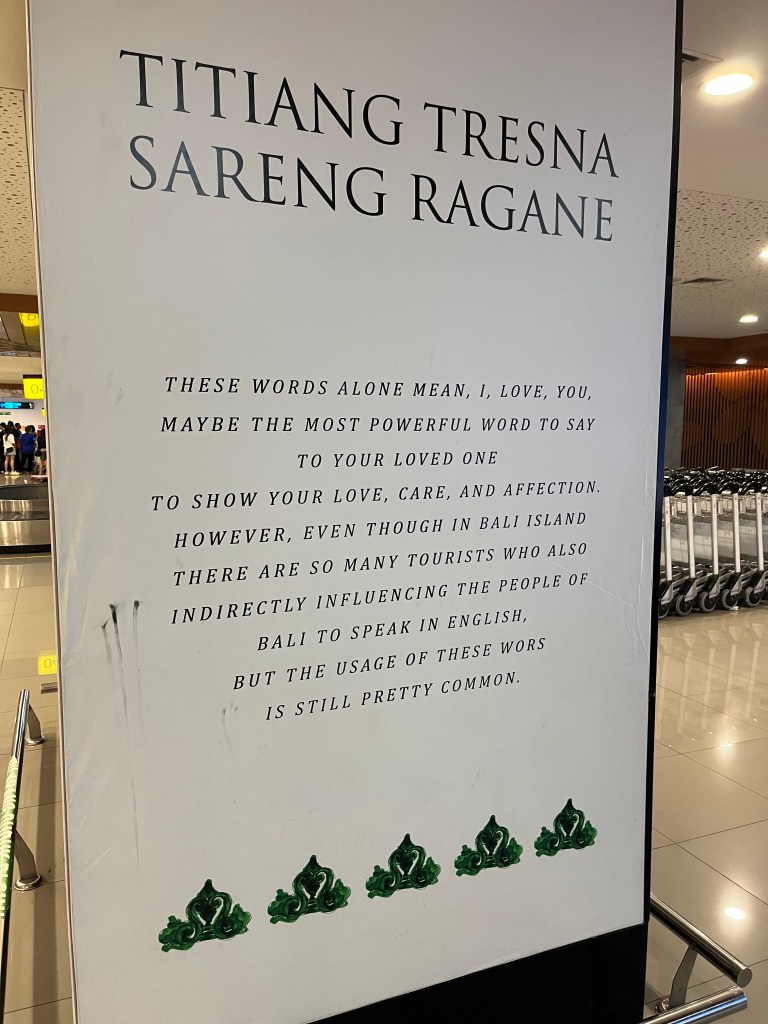 TITIANG TRESNA
SARENG RAGANE
THESE WORDS ALONE MEAN, I, LOVE, YOU,
MAYBE THE MOST POWERFUL WORD TO SAY
TO YOUR LOVED ONE
TO SHOW YOUR LOVE, CARE, AND AFFECTION.
HOWEVER, EVEN THOUGH IN BALI ISLAND
THERE ARE SO MANY TOURISTS WHO ALSO
INDIRECTLY INFLUENCING THE PEOPLE OF
BALI TO SPEAK IN ENGLISH,
BUT THE USAGE OF THESE WORS
IS STILL PRETTY COMMON.